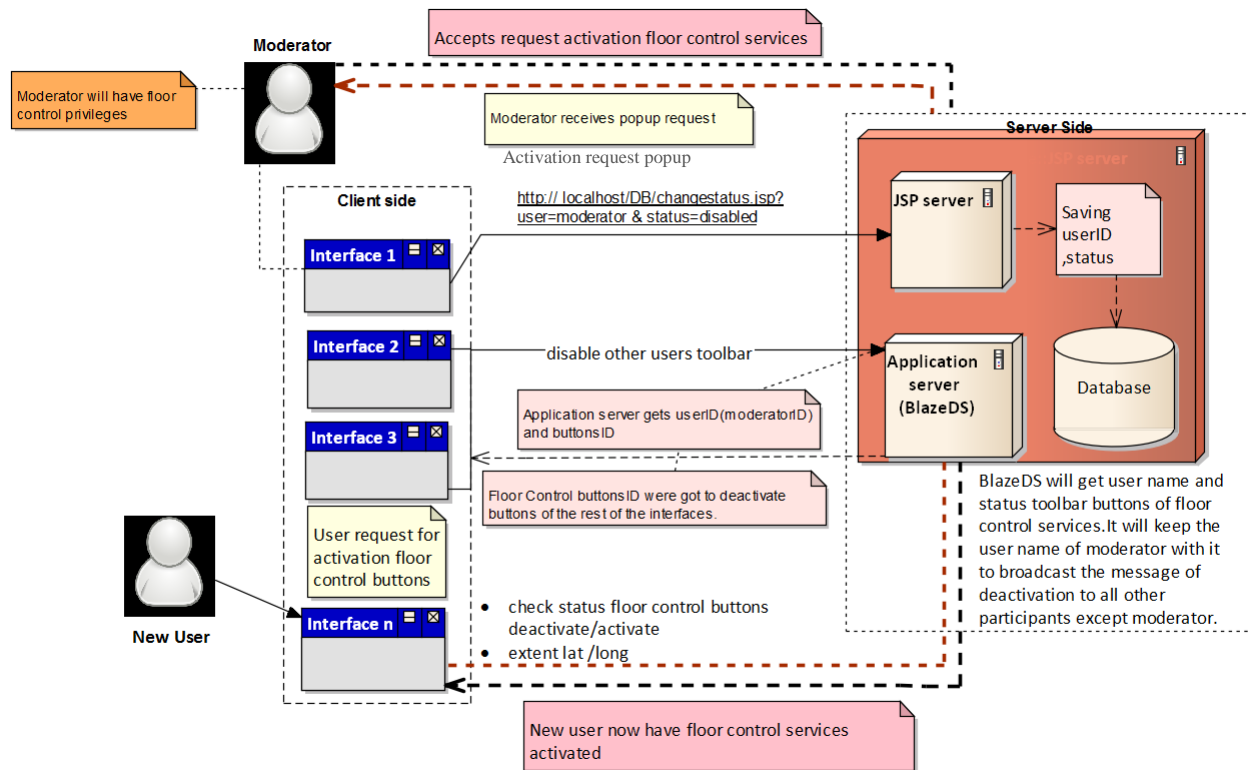 Accepts request activation floor control services
Moderator
Moderator will have floor
control privileges
Moderator receives popup request
Activation request popup
Server Side
JSP server
Client side
http:// localhost/DB/changestatus.jsp?
user=moderator & status=disabled
JSP server
Saving
userID
,status
Interface 1
Interface 2
disable other users toolbar
Application
server
(BlazeDS)
Database
Application server gets userID(moderatorID)
and buttonsID
Interface 3
Floor Control buttonsID were got to deactivate
buttons of the rest of the interfaces.
BlazeDS will get user name and
status toolbar buttons of floor
control services.It will keep the
user name of moderator with it
to broadcast the message of
deactivation to all other
participants except moderator.
User request for
activation floor
control buttons
New User
Interface n
• check status floor control buttons
deactivate/activate
• extent lat /long
New user now have floor control services
activated